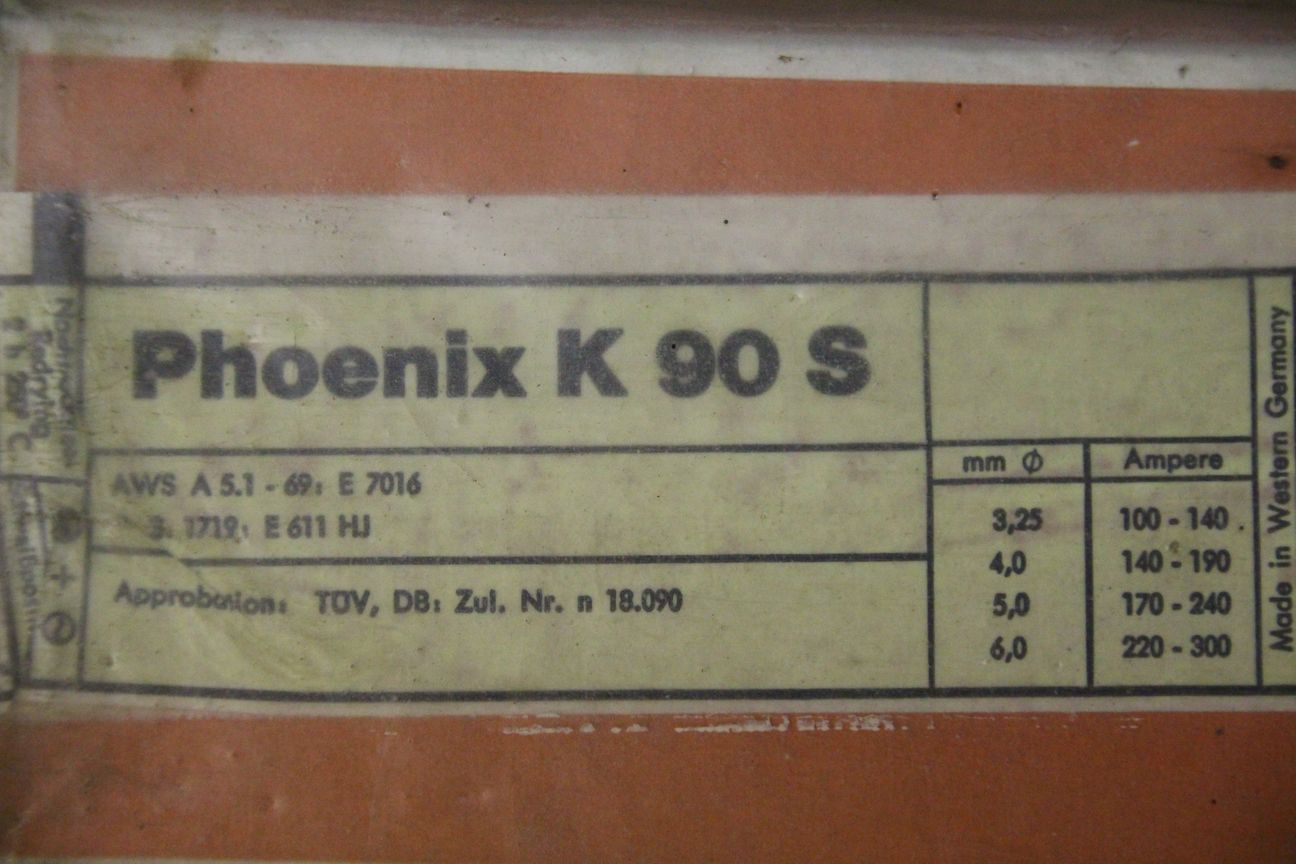 Phoenix K 90 S
AWS A 5.1 - 69: E 7016
S. 1719: E 611 HJ
Approbation: TÜV, DB: Zul. Nr. n 18.090
mm Ø Ampere
3,25 100 - 140
4,0 140 - 190
5,0 170 - 240
6,0 220 - 300
Made in Western Germany